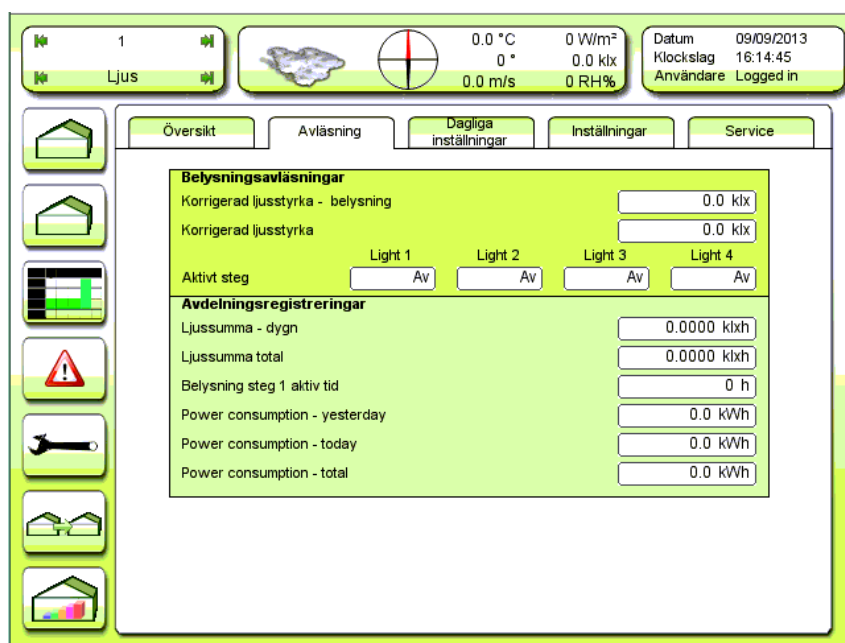 1
Ljus
0.0 °C
0 °
0.0 m/s
0 W/m²
0.0 klx
0 RH%
Datum 09/09/2013
Klockslag 16:14:45
Användare Logged in
Översikt
Avläsning
Dagliga
inställningar
Inställningar
Service
Belysningsavläsningar
Korrigerad ljusstyrka - belysning 0.0 klx
Korrigerad ljusstyrka 0.0 klx
Light 1 Light 2 Light 3 Light 4
Aktivt steg Av Av Av Av
Avdelningsregistreringar
Ljussumma - dygn 0.0000 klxh
Ljussumma total 0.0000 klxh
Belysning steg 1 aktiv tid 0 h
Power consumption - yesterday 0.0 kWh
Power consumption - today 0.0 kWh
Power consumption - total 0.0 kWh